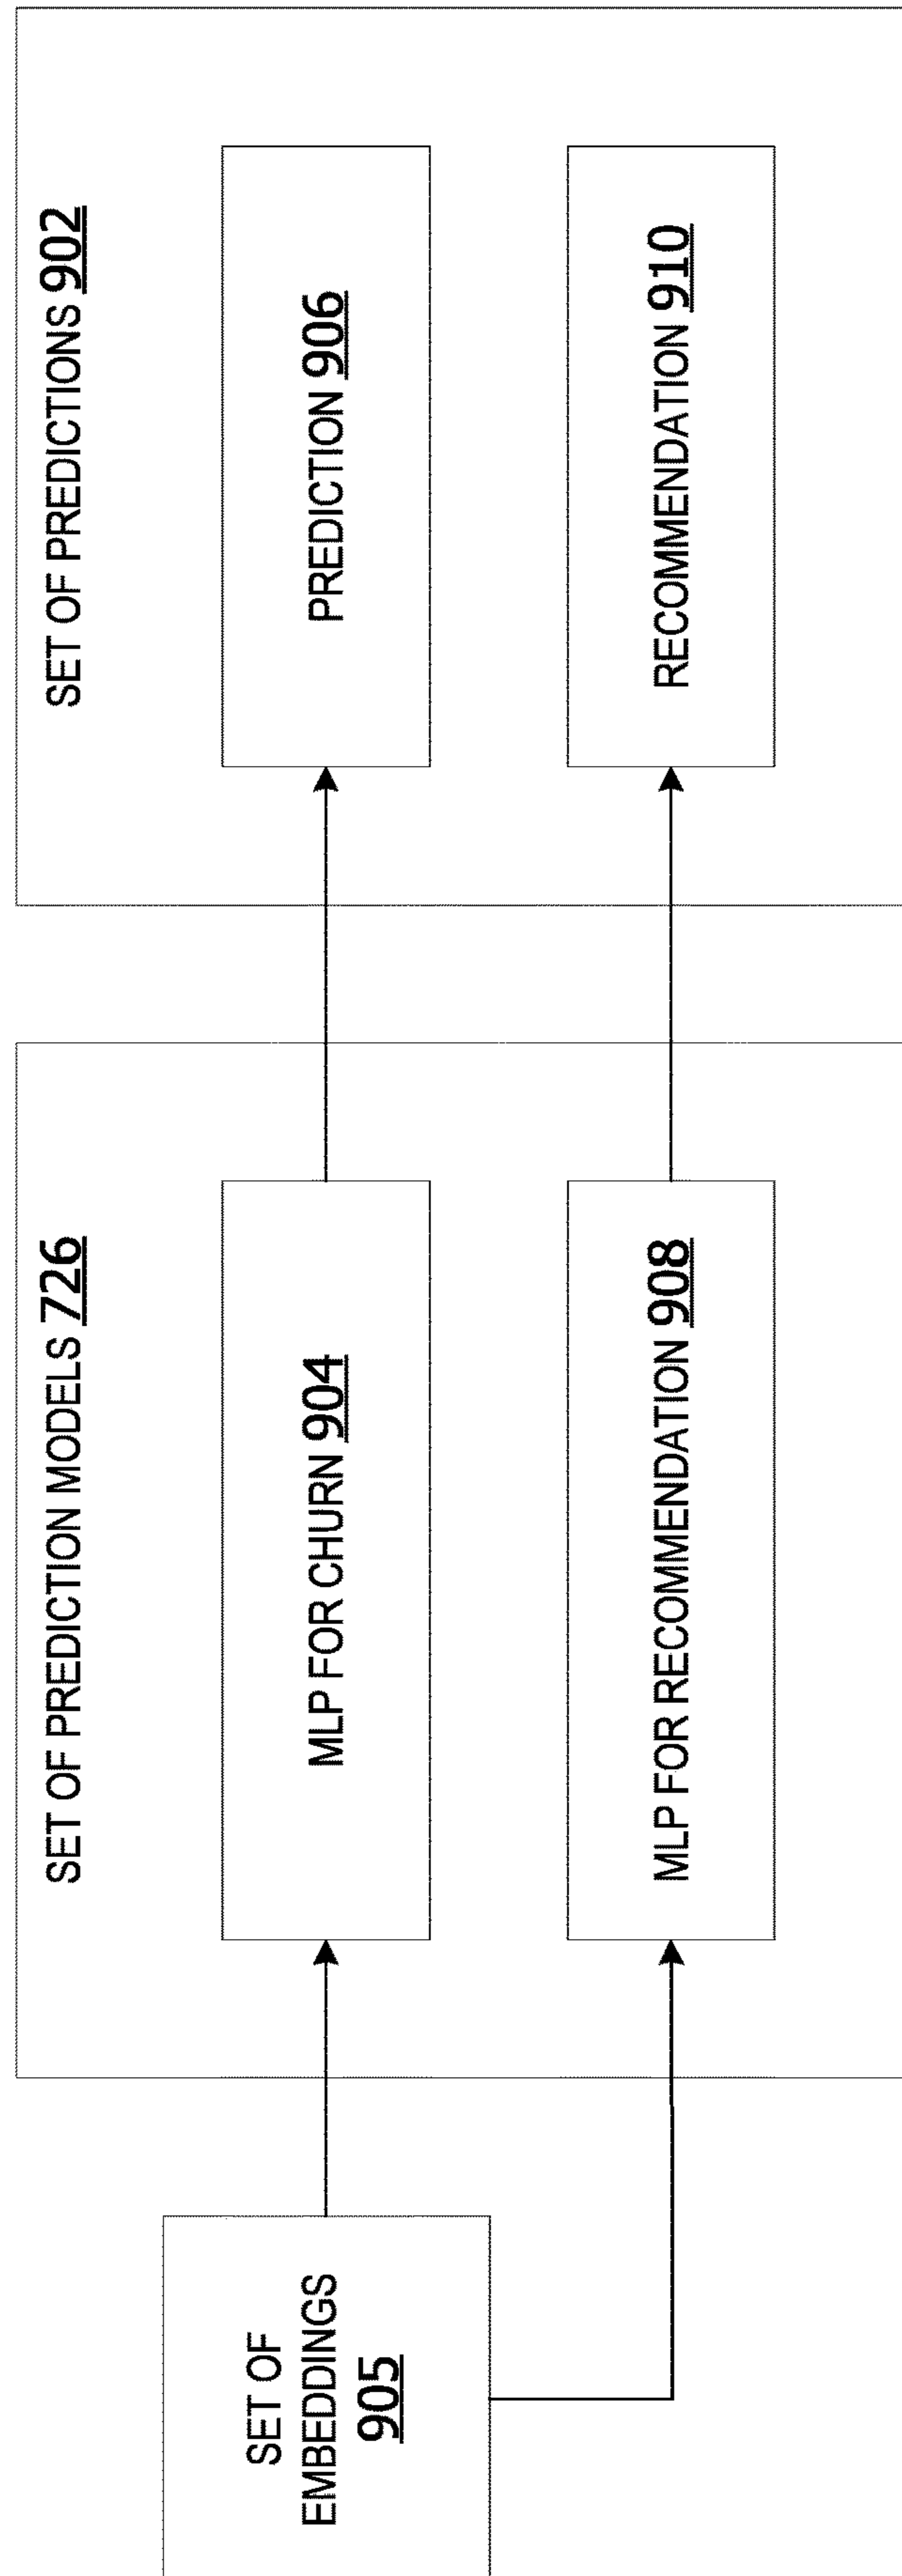 SET OF
EMBEDDINGS
905
SET OF PREDICTION MODELS 726
MLP FOR CHURN 904
MLP FOR RECOMMENDATION 908
SET OF PREDICTIONS 902
PREDICTION 906
RECOMMENDATION 910